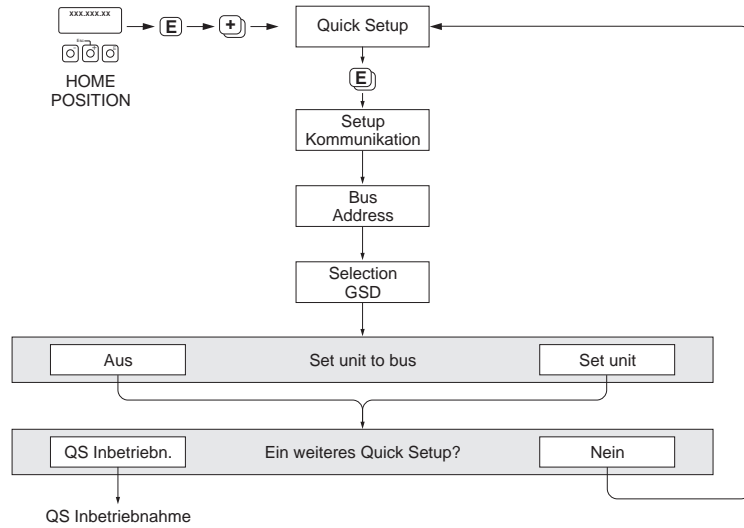 xxx.xxx.xx
Esc
E
+
Quick Setup
-
+
E
HOME
POSITION
E
Setup
Kommunikation
Bus
Address
Selection
GSD
Aus
Set unit to bus
Set unit
QS Inbetriebn.
Ein weiteres Quick Setup?
Nein
QS Inbetriebnahme